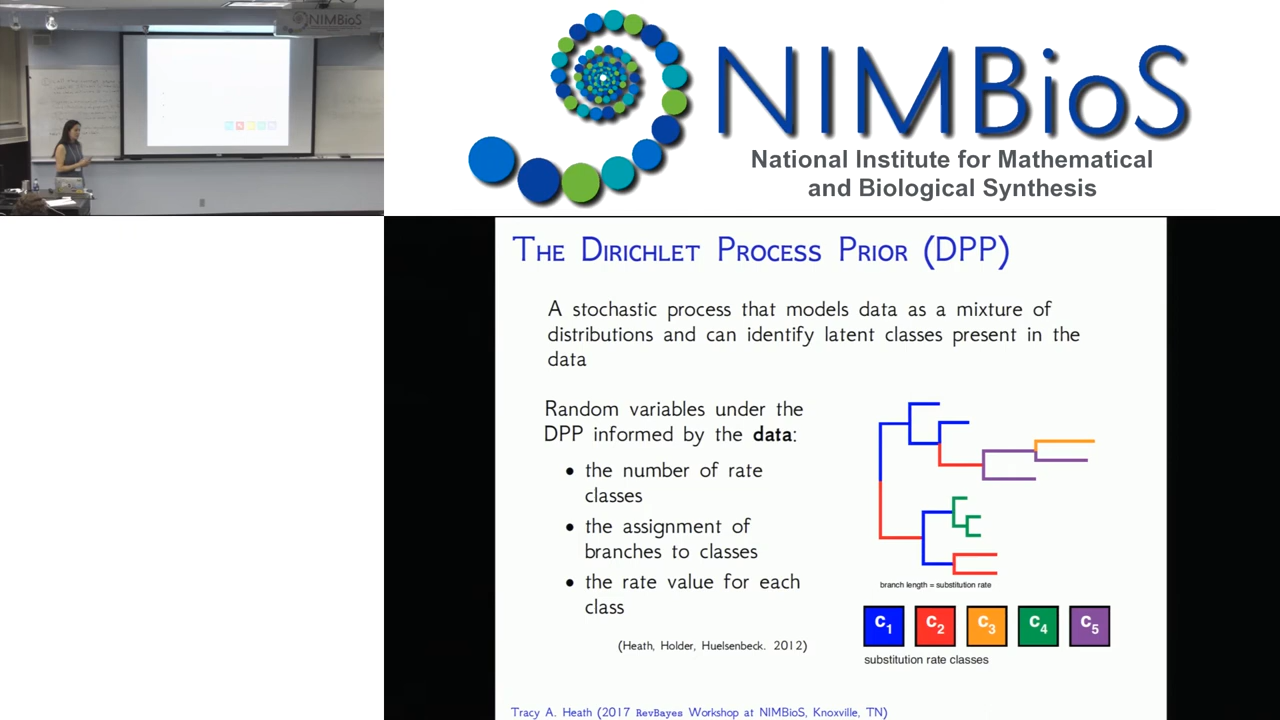 NIMBioS
NIMBioS
National Institute for Mathematical
and Biological Synthesis
THE DIRICHLET PROCESS PRIOR (DPP)
A stochastic process that models data as a mixture of
distributions and can identify latent classes present in the
data
Random variables under the
DPP informed by the data:
• the number of rate
classes
• the assignment of
branches to classes
• the rate value for each
class
(Heath, Holder, Huelsenbeck. 2012)
branch length = substitution rate
c1 c2 c3 c4 c5
substitution rate classes
Tracy A. Heath (2017 RevBayes Workshop at NIMBioS, Knoxville, TN)